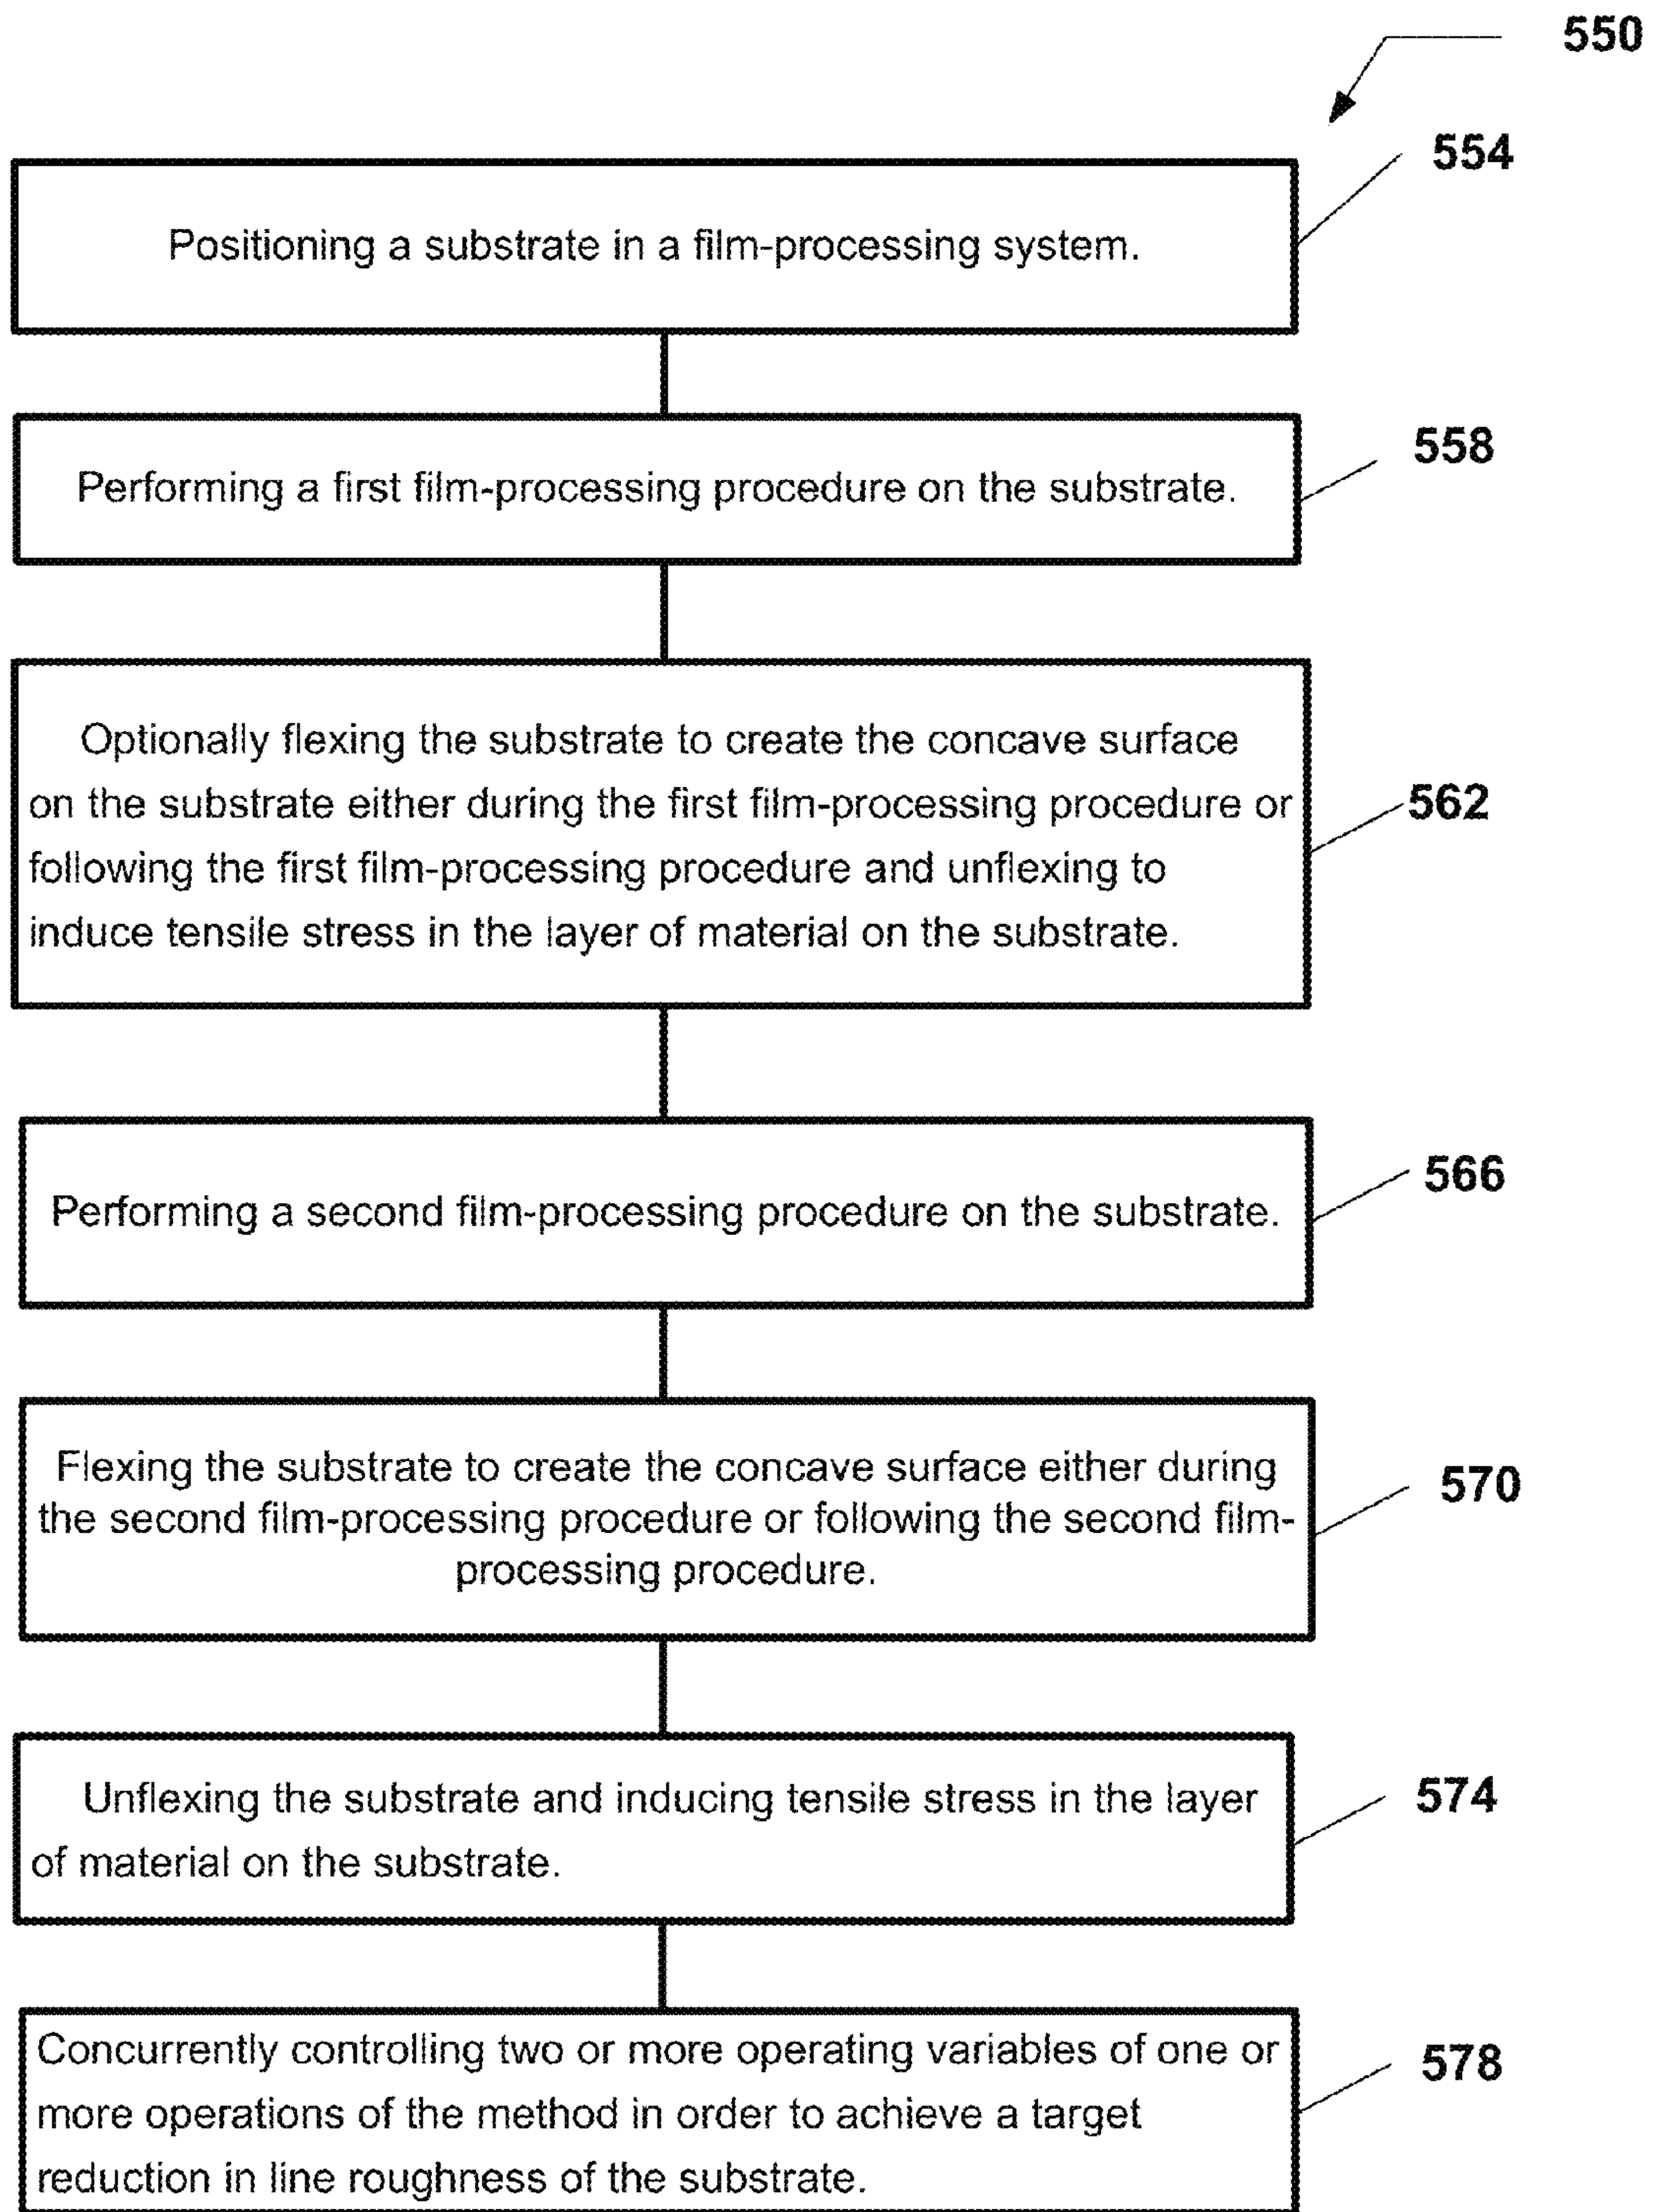 550
554
Positioning a substrate in a film-processing system.
558
Performing a first film-processing procedure on the substrate.
Optionally flexing the substrate to create the concave surface
on the substrate either during the first film-processing procedure or
562
following the first film-processing procedure and unflexing to
induce tensile stress in the layer of material on the substrate.
566
Performing a second film-processing procedure on the substrate.
Flexing the substrate to create the concave surface either during
570
the second film-processing procedure or following the second film-
processing procedure.
574
Unflexing the substrate and inducing tensile stress in the layer
of material on the substrate.
Concurrently controlling two or more operating variables of one or
578
more operations of the method in order to achieve a target
reduction in line roughness of the substrate.